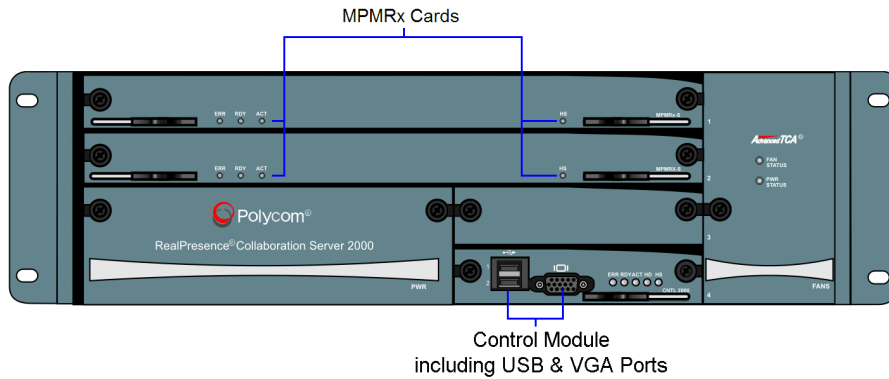 MPMRx Cards
ERR RDY ACT HS MPMRx-S 1
AdvancedTCA®
FAN STATUS
PWR STATUS
ERR RDY ACT HS MPMRX-S 2
Polycom®
RealPresence® Collaboration Server 2000
PWR
3
1
2
ERR RDY ACT HD HS
CNTL 2000
4
FANS
Control Module
including USB & VGA Ports